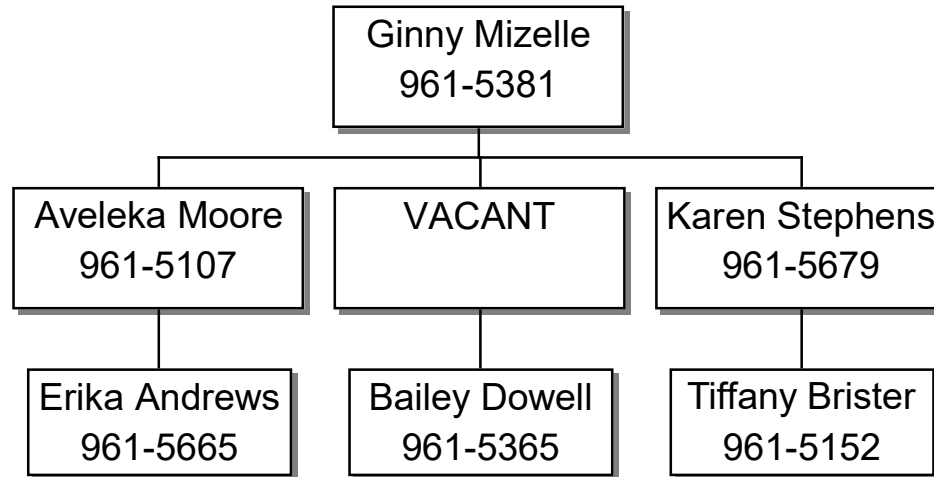 Ginny Mizelle
961-5381
Aveleka Moore
961-5107
VACANT
Karen Stephens
961-5679
Erika Andrews
961-5665
Bailey Dowell
961-5365
Tiffany Brister
961-5152